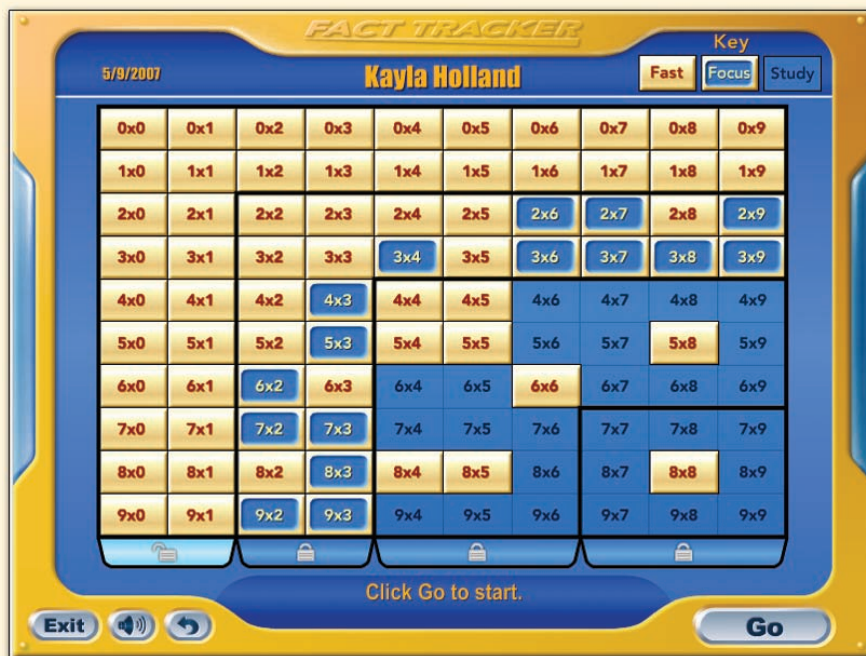 FACT TRACKER
Key
5/9/2007 Kayla Holland Fast Focus Study
0x0 0x1 0x2 0x3 0x4 0x5 0x6 0x7 0x8 0x9
1x0 1x1 1x2 1x3 1x4 1x5 1x6 1x7 1x8 1x9
2x0 2x1 2x2 2x3 2x4 2x5 2x6 2x7 2x8 2x9
3x0 3x1 3x2 3x3 3x4 3x5 3x6 3x7 3x8 3x9
4x0 4x1 4x2 4x3 4x4 4x5 4x6 4x7 4x8 4x9
5x0 5x1 5x2 5x3 5x4 5x5 5x6 5x7 5x8 5x9
6x0 6x1 6x2 6x3 6x4 6x5 6x6 6x7 6x8 6x9
7x0 7x1 7x2 7x3 7x4 7x5 7x6 7x7 7x8 7x9
8x0 8x1 8x2 8x3 8x4 8x5 8x6 8x7 8x8 8x9
9x0 9x1 9x2 9x3 9x4 9x5 9x6 9x7 9x8 9x9
Click Go to start.
Exit Go